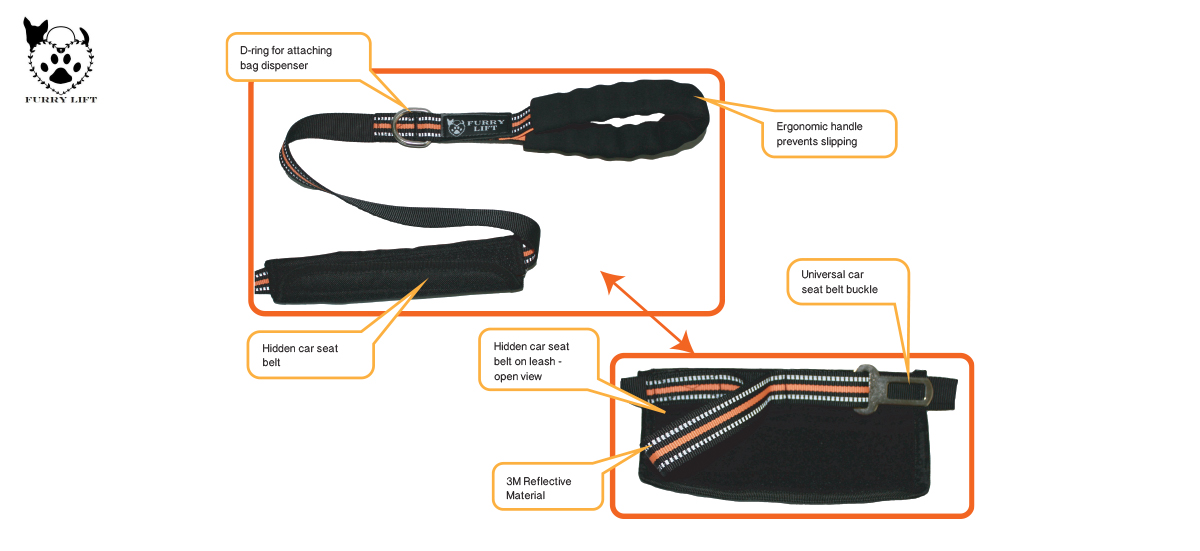 FURRY LIFT
D-ring for attaching
bag dispenser
FURRY
LIFT
Ergonomic handle
prevents slipping
Universal car
seat belt buckle
Hidden car seat
belt
Hidden car seat
belt on leash -
open view
3M Reflective
Material